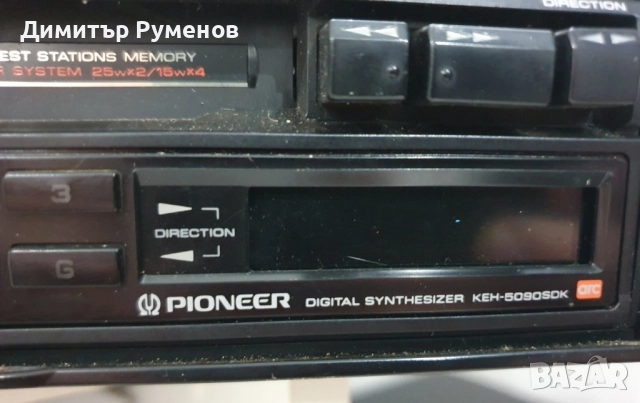 Димитър Руменов
DIRECTION
EST STATIONS MEMORY
R SYSTEM 25W×2/15W×4
3
DIRECTION
6
PIONEER DIGITAL SYNTHESIZER KEH-5090SDK arc
BAZAR